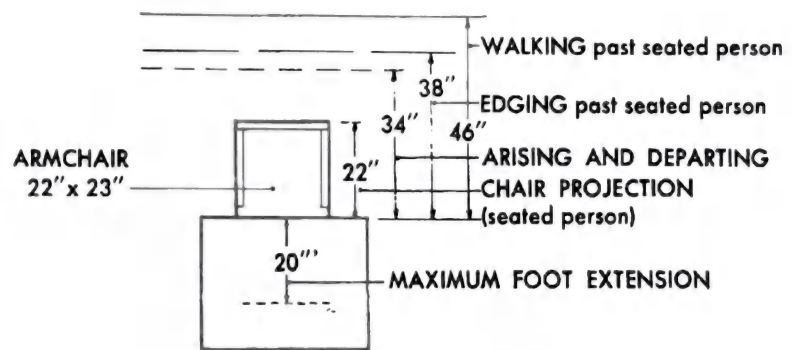 WALKING past seated person
38"
EDGING past seated person
34"
46"
ARMCHAIR
22" x 23"
22"
ARISING AND DEPARTING
CHAIR PROJECTION
(seated person)
20"'
MAXIMUM FOOT EXTENSION